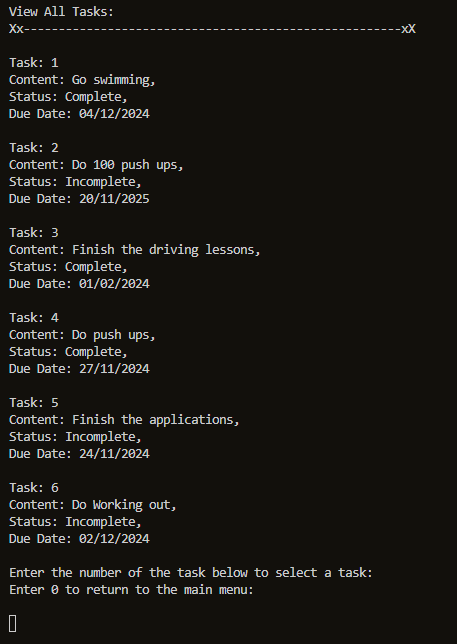 View All Tasks:
Xx------------------------------------------------------xX
Task: 1
Content: Go swimming,
Status: Complete,
Due Date: 04/12/2024
Task: 2
Content: Do 100 push ups,
Status: Incomplete,
Due Date: 20/11/2025
Task: 3
Content: Finish the driving lessons,
Status: Complete,
Due Date: 01/02/2024
Task: 4
Content: Do push ups,
Status: Complete,
Due Date: 27/11/2024
Task: 5
Content: Finish the applications,
Status: Incomplete,
Due Date: 24/11/2024
Task: 6
Content: Do Working out,
Status: Incomplete,
Due Date: 02/12/2024
Enter the number of the task below to select a task:
Enter 0 to return to the main menu: